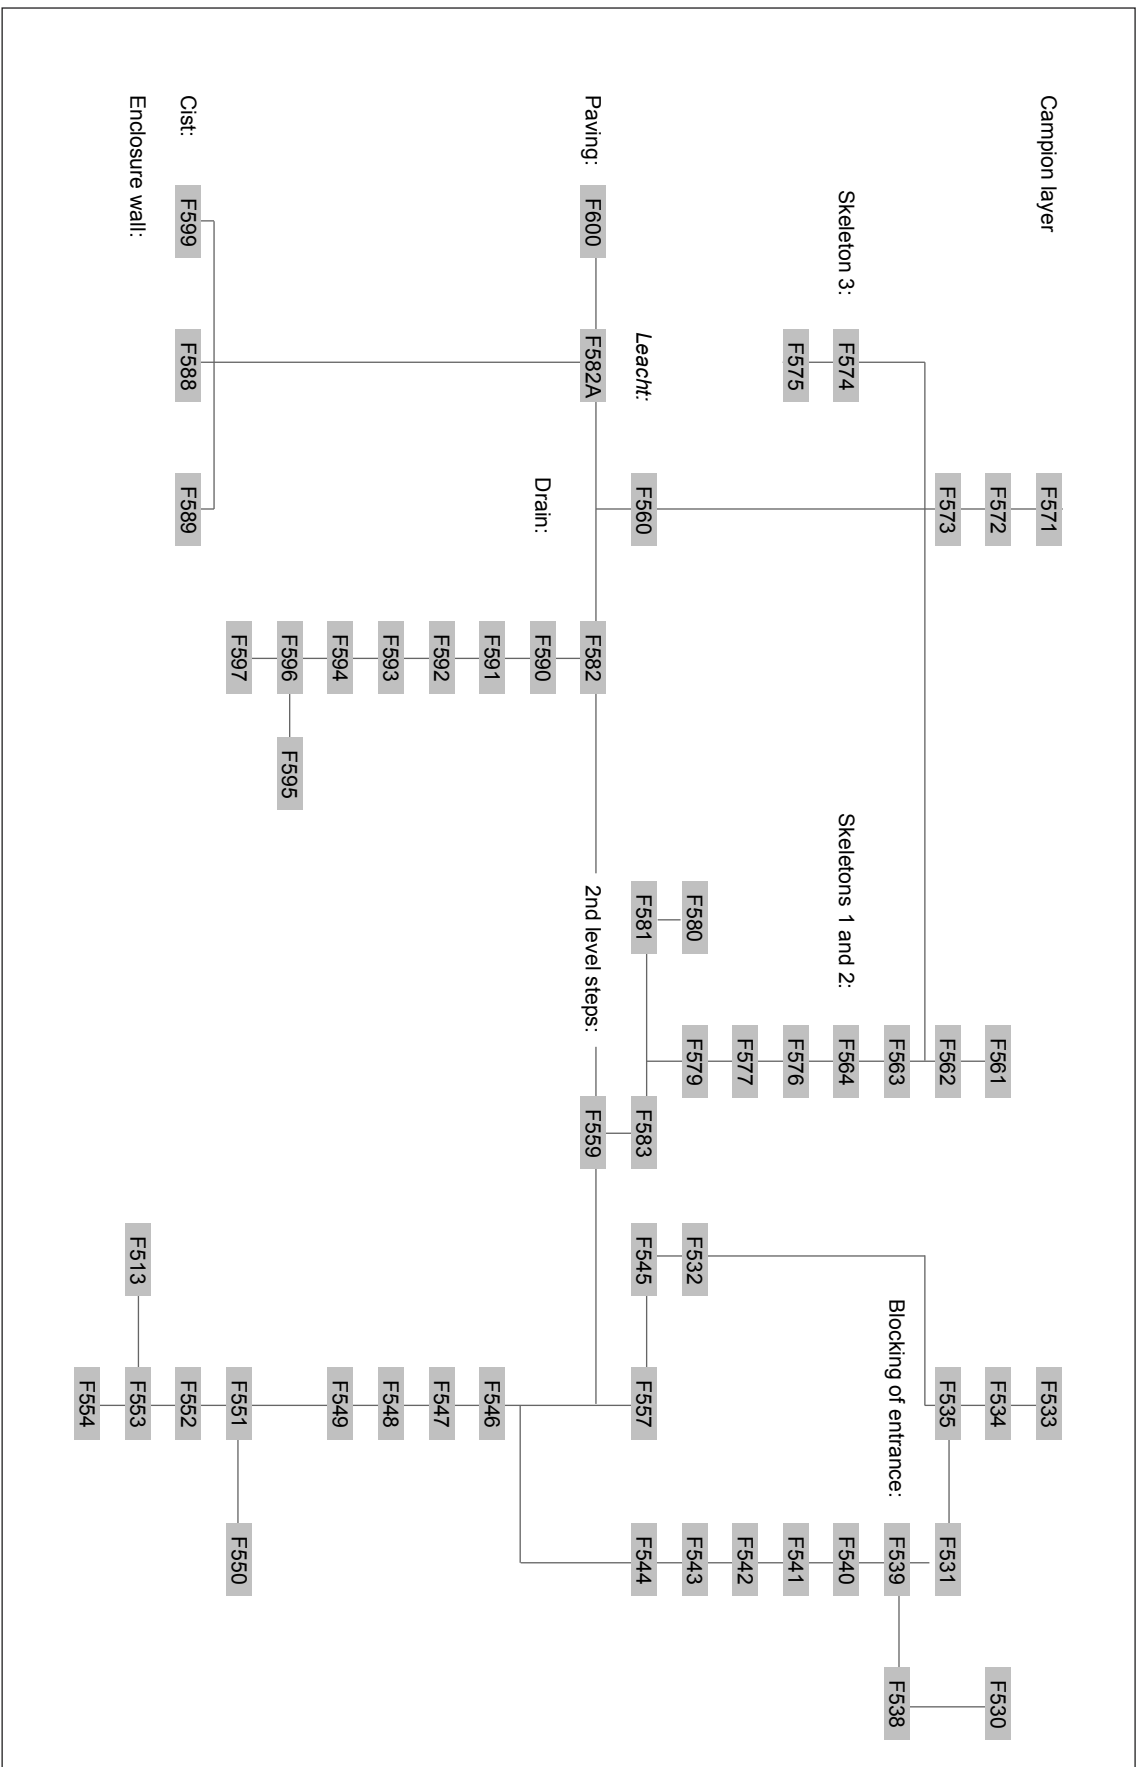 Campion layer F571 F533
F572 F561 F534 F530
F573 F562 F535 F531
F563 Blocking of entrance: F539 F538
Skeleton 3: F574 Skeletons 1 and 2: F564 F540
F575 F576 F541
F577 F542
F580 F579 F532 F543
Leacht: F560 F581 F583 F545 F557 F544
Paving: F600 F582A F582 2nd level steps: F559
Drain: F590
F591 F546
F592 F547
F593 F548
F594 F549
F596 F595
F597 F551 F550
Cist: F599 F588 F589 F552
Enclosure wall: F513 F553
F554